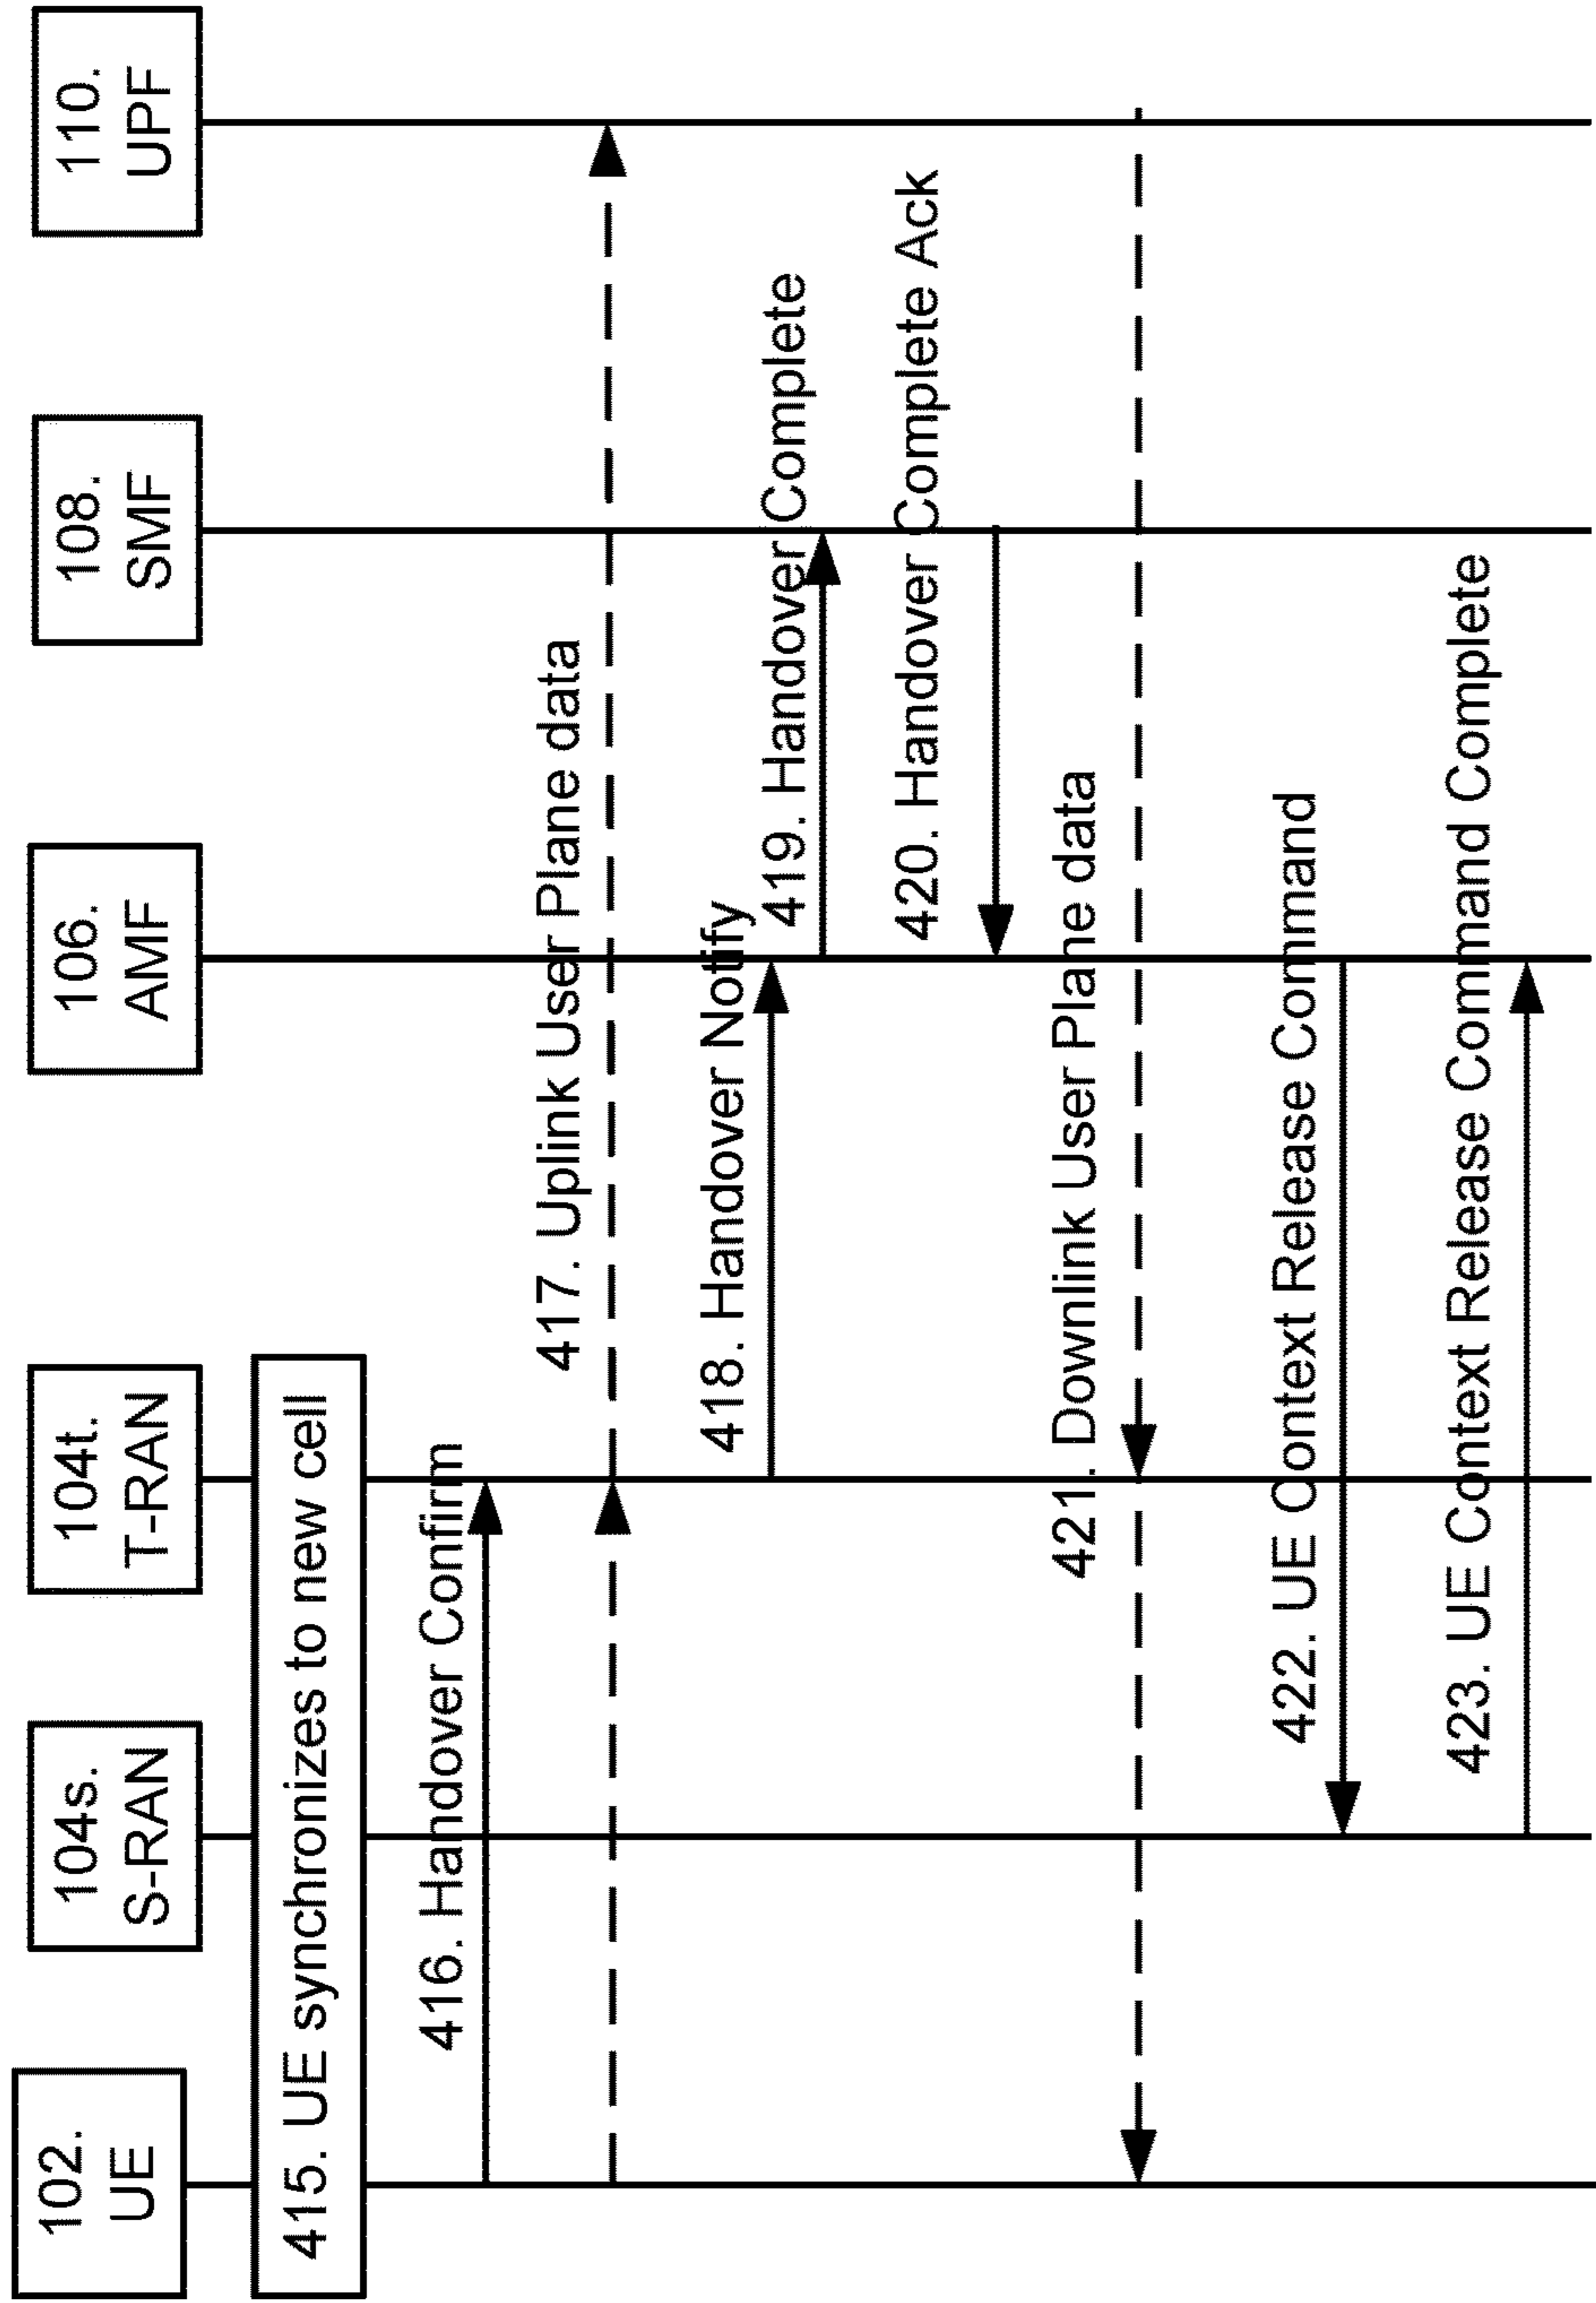 102.
UE
104s.
S-RAN
104t.
T-RAN
106.
AMF
108.
SMF
110.
UPF
415. UE synchronizes to new cell
416. Handover Confirm
417. Uplink User Plane data
418. Handover Notify
419. Handover Complete
420. Handover Complete Ack
421. Downlink User Plane data
422. UE Context Release Command
423. UE Context Release Command Complete